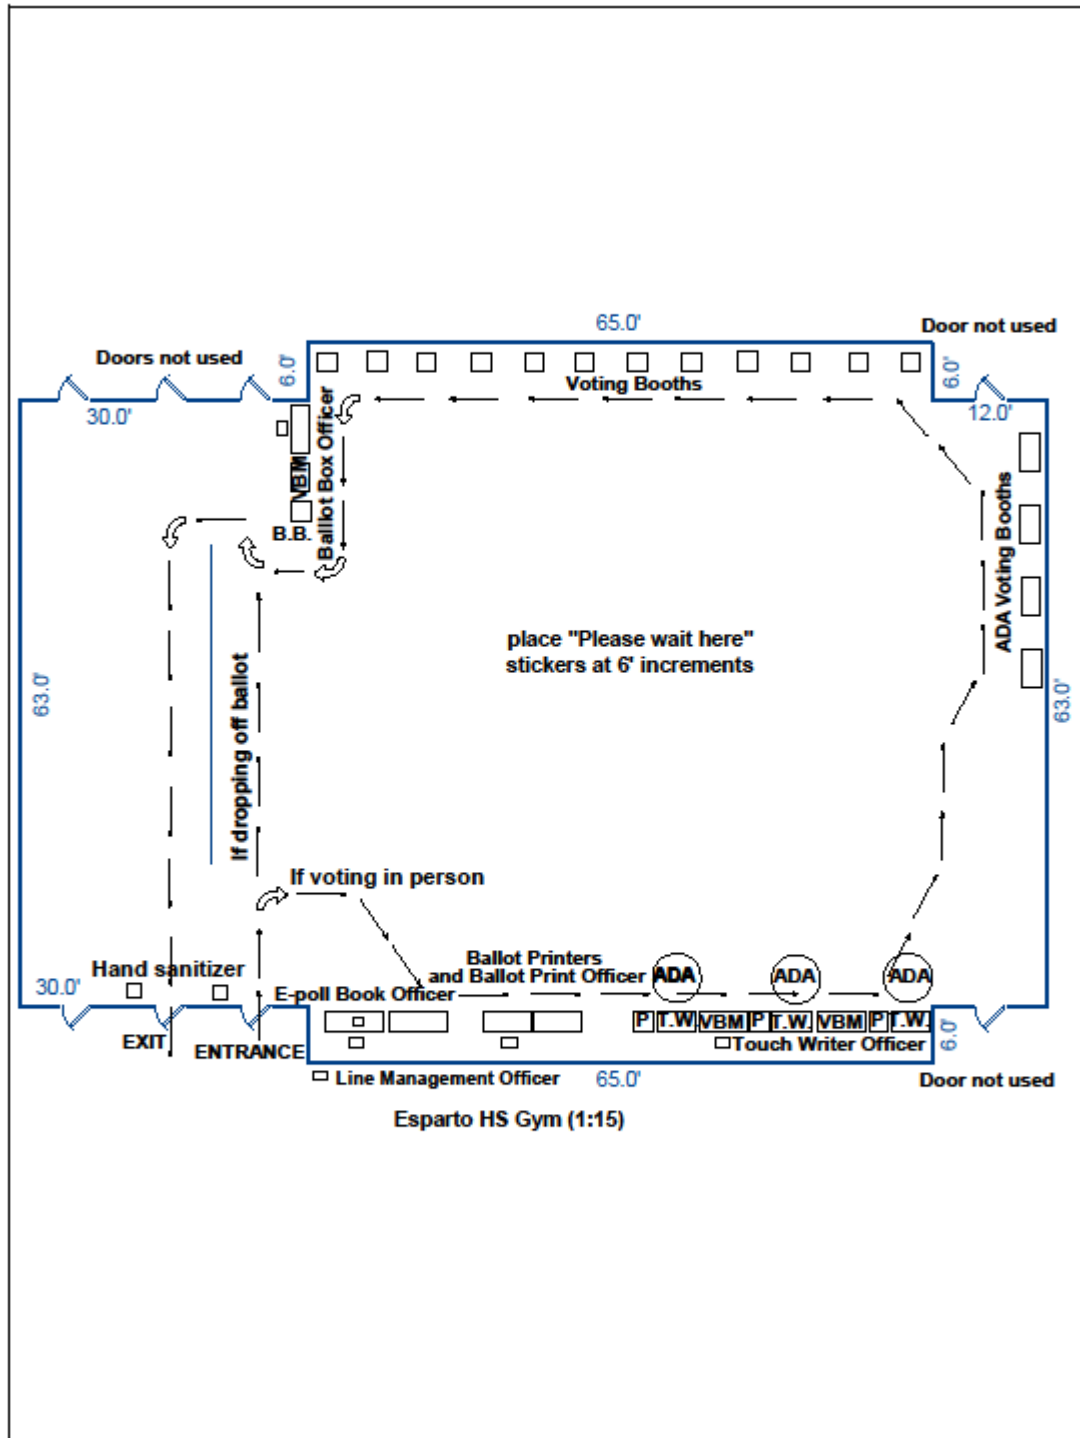 65.0'
Door not used
Doors not used
6.0'
6.0'
Voting Booths
30.0'
12.0'
Balllot Box Officer
VBM
B.B.
ADA Voting Booths
place "Please wait here"
stickers at 6' increments
63.0'
63.0'
If dropping off ballot
If voting in person
Ballot Printers
and Ballot Print Officer
ADA
ADA
ADA
Hand sanitizer
30.0'
E-poll Book Officer
P
T.W.
VBM
P
T.W.
VBM
P
T.W.
6.0'
EXIT
ENTRANCE
Touch Writer Officer
Line Management Officer
65.0'
Door not used
Esparto HS Gym (1:15)